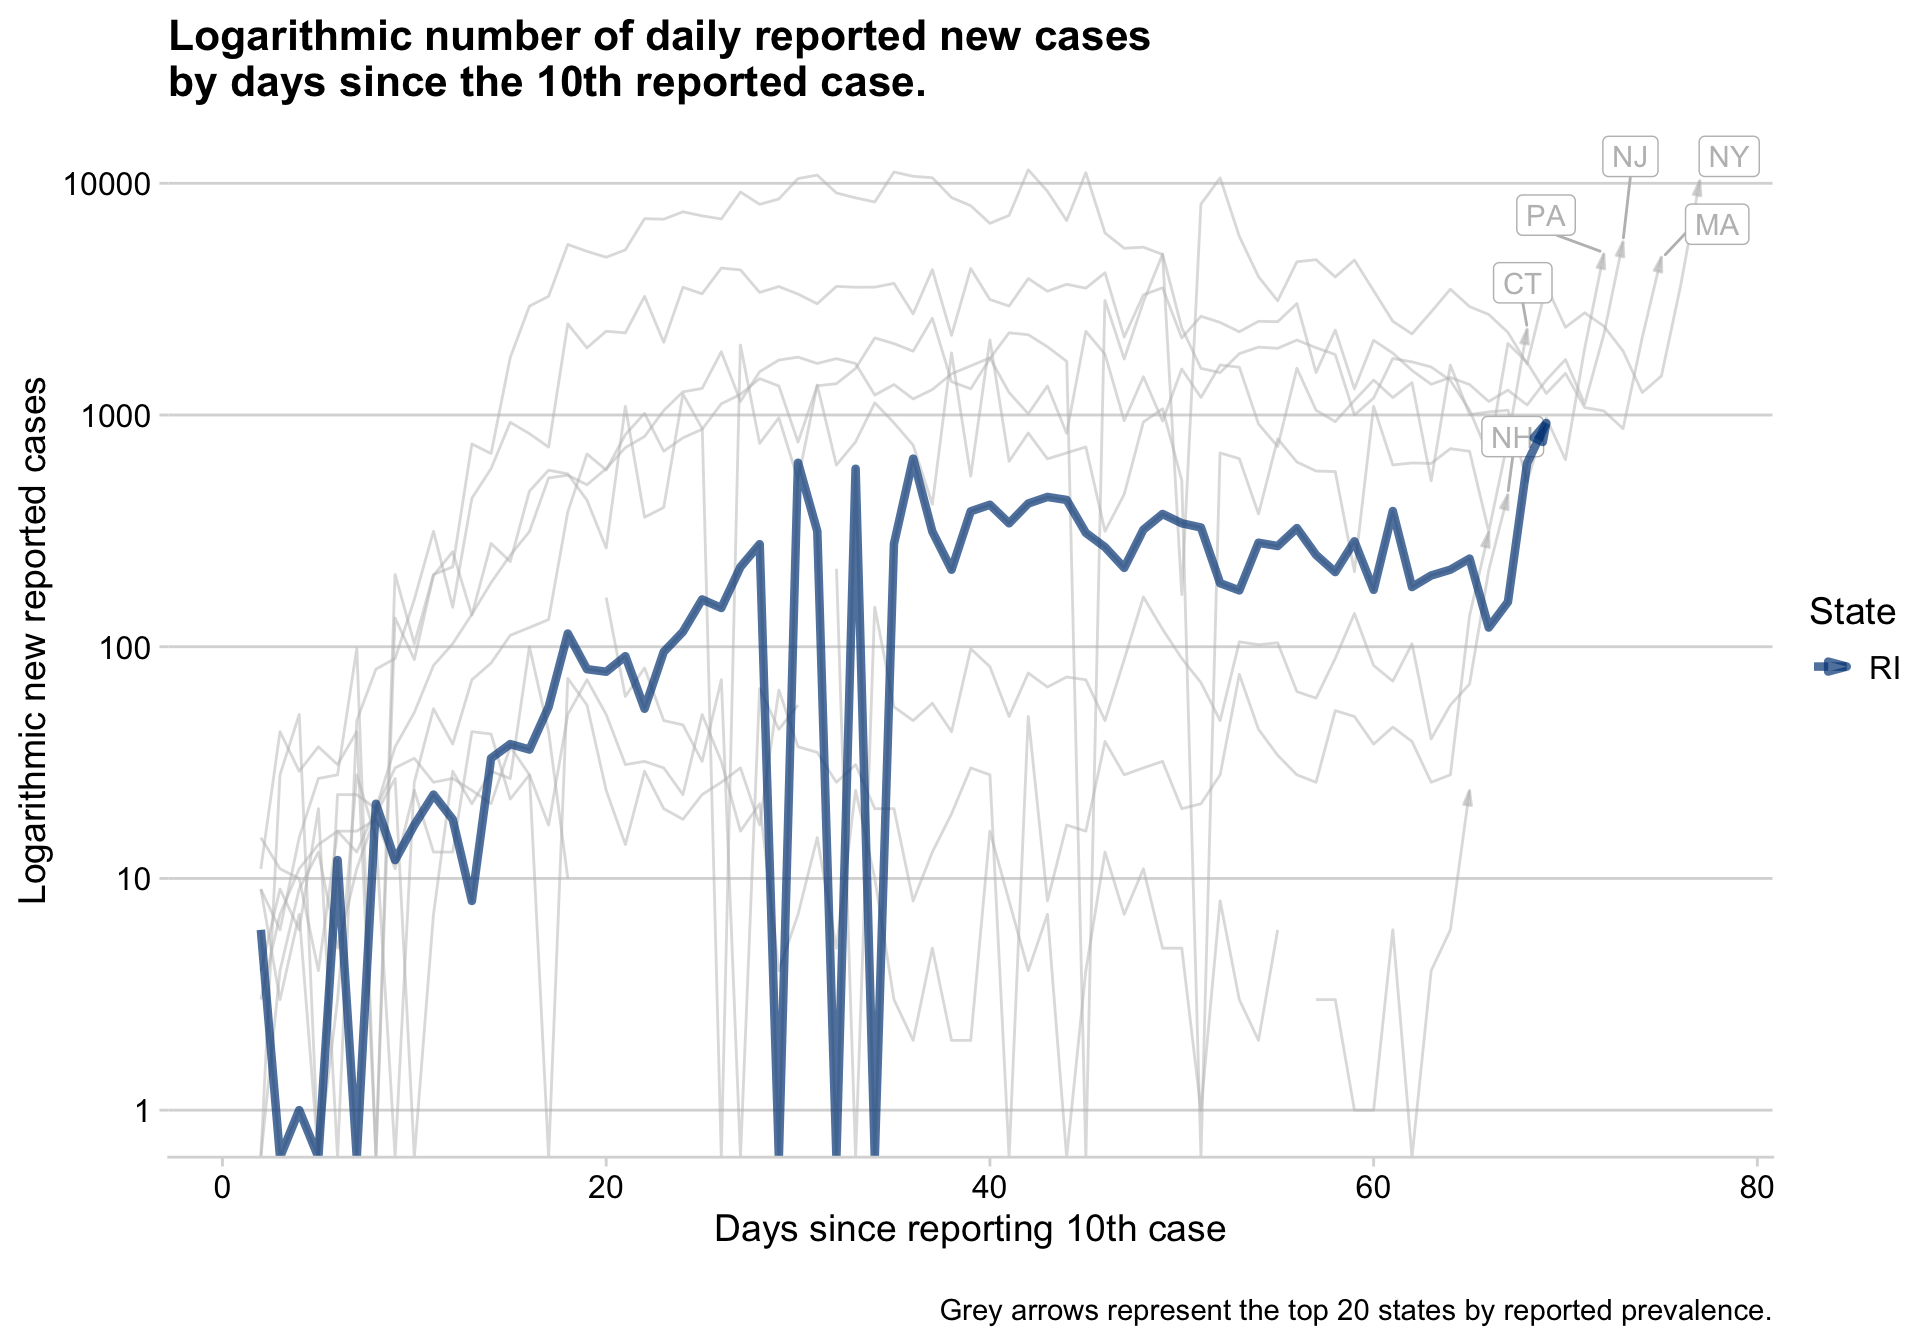 Logarithmic number of daily reported new cases
by days since the 10th reported case.
Logarithmic new reported cases
10000
1000
100
10
1
NJ
NY
PA
MA
CT
NH
State
RI
0
20
40
60
80
Days since reporting 10th case
Grey arrows represent the top 20 states by reported prevalence.